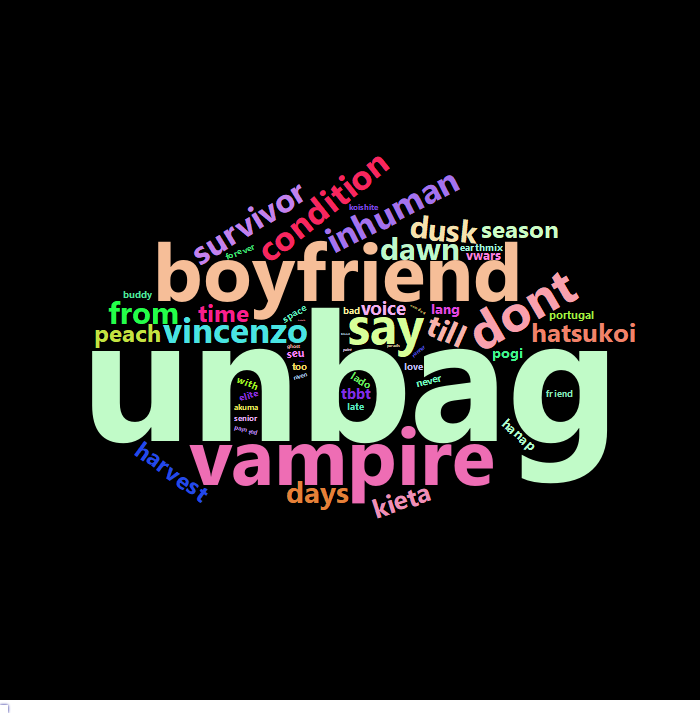 survivor
condition
koishite
inhuman
forever
dusk
season
dawn
earthmix
vwars
boyfriend
buddy
from
time
space
bad
voice
lang
dont
portugal
peach
vincenzo
say
till
hatsukoi
ghost
seu
pogi
unbag
too
love
never
with
lado
elite
tbbt
friend
akuma
late
senior
hanap
vampire
harvest
days
kieta